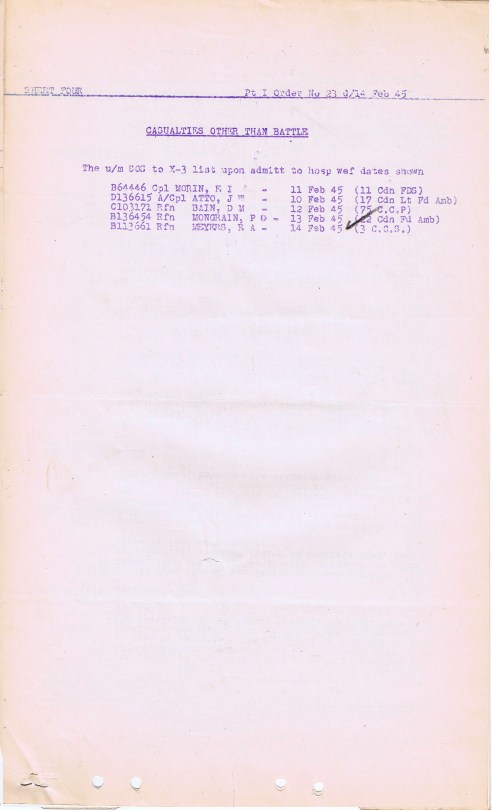 SHEET FOUR Pt I Order No 23 d/14 Feb 45
CASUALTIES OTHER THAN BATTLE
The u/m SOS to X-3 list upon admitt to hosp wef dates shown
B64446 Cpl MORIN, E I - 11 Feb 45 (11 Cdn FDS)
D136615 A/Cpl ATTO, J W - 10 Feb 45 (17 Cdn Lt Fd Amb)
C103171 Rfn BAIN, D M - 12 Feb 45 (75 C.C.P)
B136454 Rfn MONGRAIN, P O - 13 Feb 45 (22 Cdn Fd Amb)
B113661 Rfn MEYERS, R A - 14 Feb 45 (3 C.C.S.)